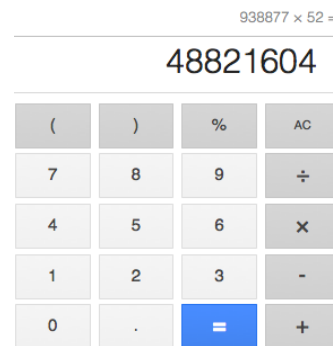 938877 × 52 =
48821604
( ) % AC
7 8 9 ÷
4 5 6 ×
1 2 3 -
0 . = +